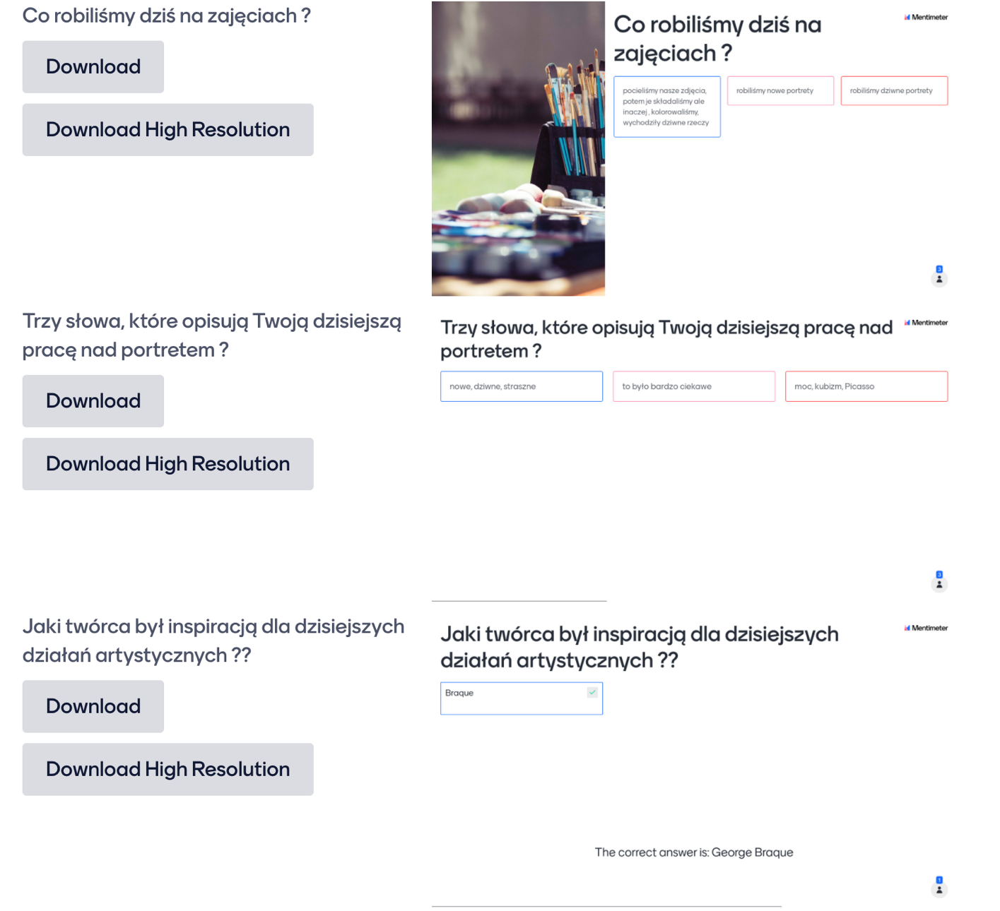 Co robiliśmy dziś na zajęciach ?
Download
Download High Resolution
Co robiliśmy dziś na
zajęciach ?
Mentimeter
pocieliśmy nasze zdjęcia,
potem je składaliśmy ale
inaczej , kolorowaliśmy,
wychodziły dziwne rzeczy
robiliśmy nowe portrety
robiliśmy dziwne portrety
3
Trzy słowa, które opisują Twoją dzisiejszą
pracę nad portretem ?
Download
Download High Resolution
Trzy słowa, które opisują Twoją dzisiejszą pracę nad
portretem ?
Mentimeter
nowe, dziwne, straszne
to było bardzo ciekawe
moc, kubizm, Picasso
3
Jaki twórca był inspiracją dla dzisiejszych
działań artystycznych ??
Download
Download High Resolution
Jaki twórca był inspiracją dla dzisiejszych
działań artystycznych ??
Mentimeter
Braque
The correct answer is: George Braque
1